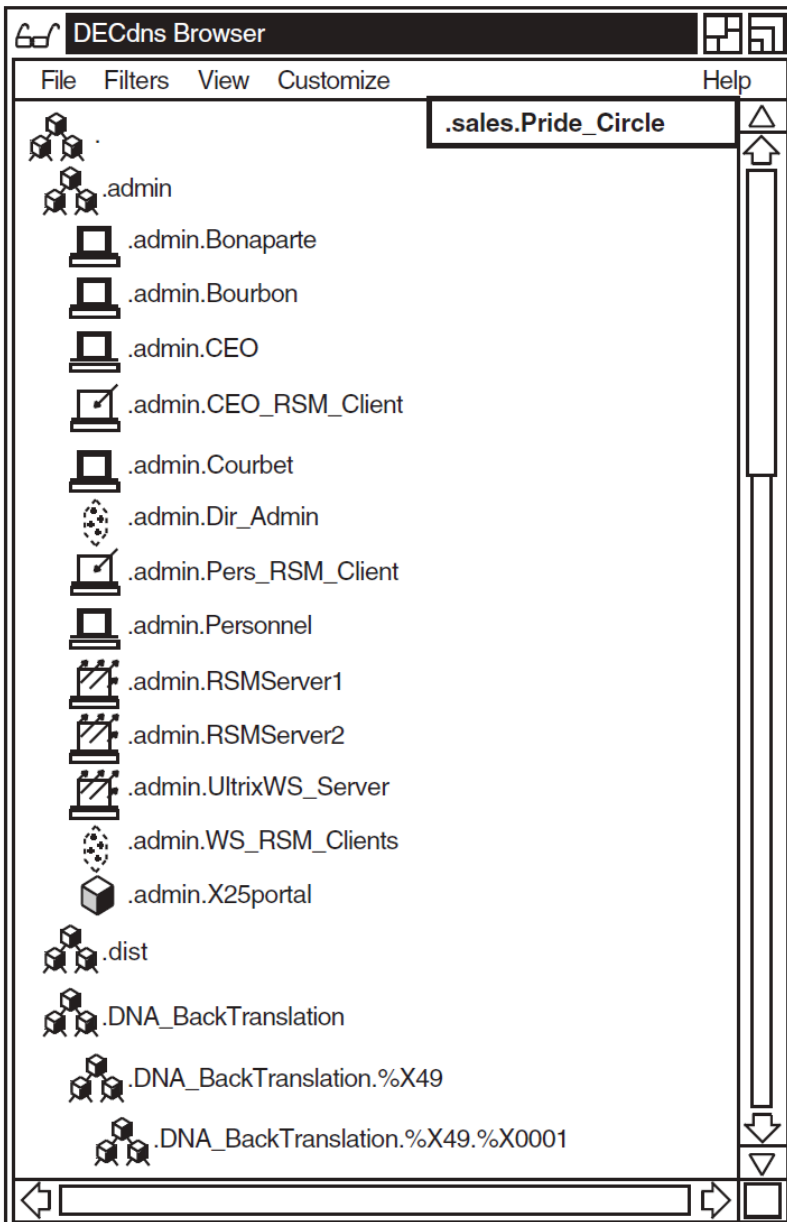 DECdns Browser
File Filters View Customize Help
.sales.Pride_Circle
.
.admin
.admin.Bonaparte
.admin.Bourbon
.admin.CEO
.admin.CEO_RSM_Client
.admin.Courbet
.admin.Dir_Admin
.admin.Pers_RSM_Client
.admin.Personnel
.admin.RSMServer1
.admin.RSMServer2
.admin.UltrixWS_Server
.admin.WS_RSM_Clients
.admin.X25portal
.dist
.DNA_BackTranslation
.DNA_BackTranslation.%X49
.DNA_BackTranslation.%X49.%X0001